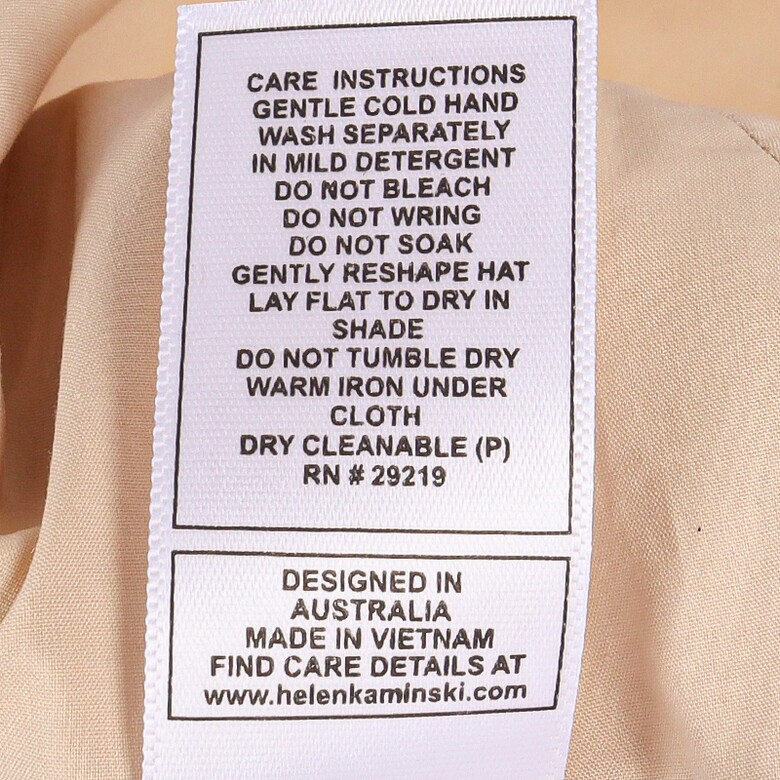 CARE INSTRUCTIONS
GENTLE COLD HAND
WASH SEPARATELY
IN MILD DETERGENT
DO NOT BLEACH
DO NOT WRING
DO NOT SOAK
GENTLY RESHAPE HAT
LAY FLAT TO DRY IN
SHADE
DO NOT TUMBLE DRY
WARM IRON UNDER
CLOTH
DRY CLEANABLE (P)
RN # 29219
DESIGNED IN
AUSTRALIA
MADE IN VIETNAM
FIND CARE DETAILS AT
www.helenkaminski.com